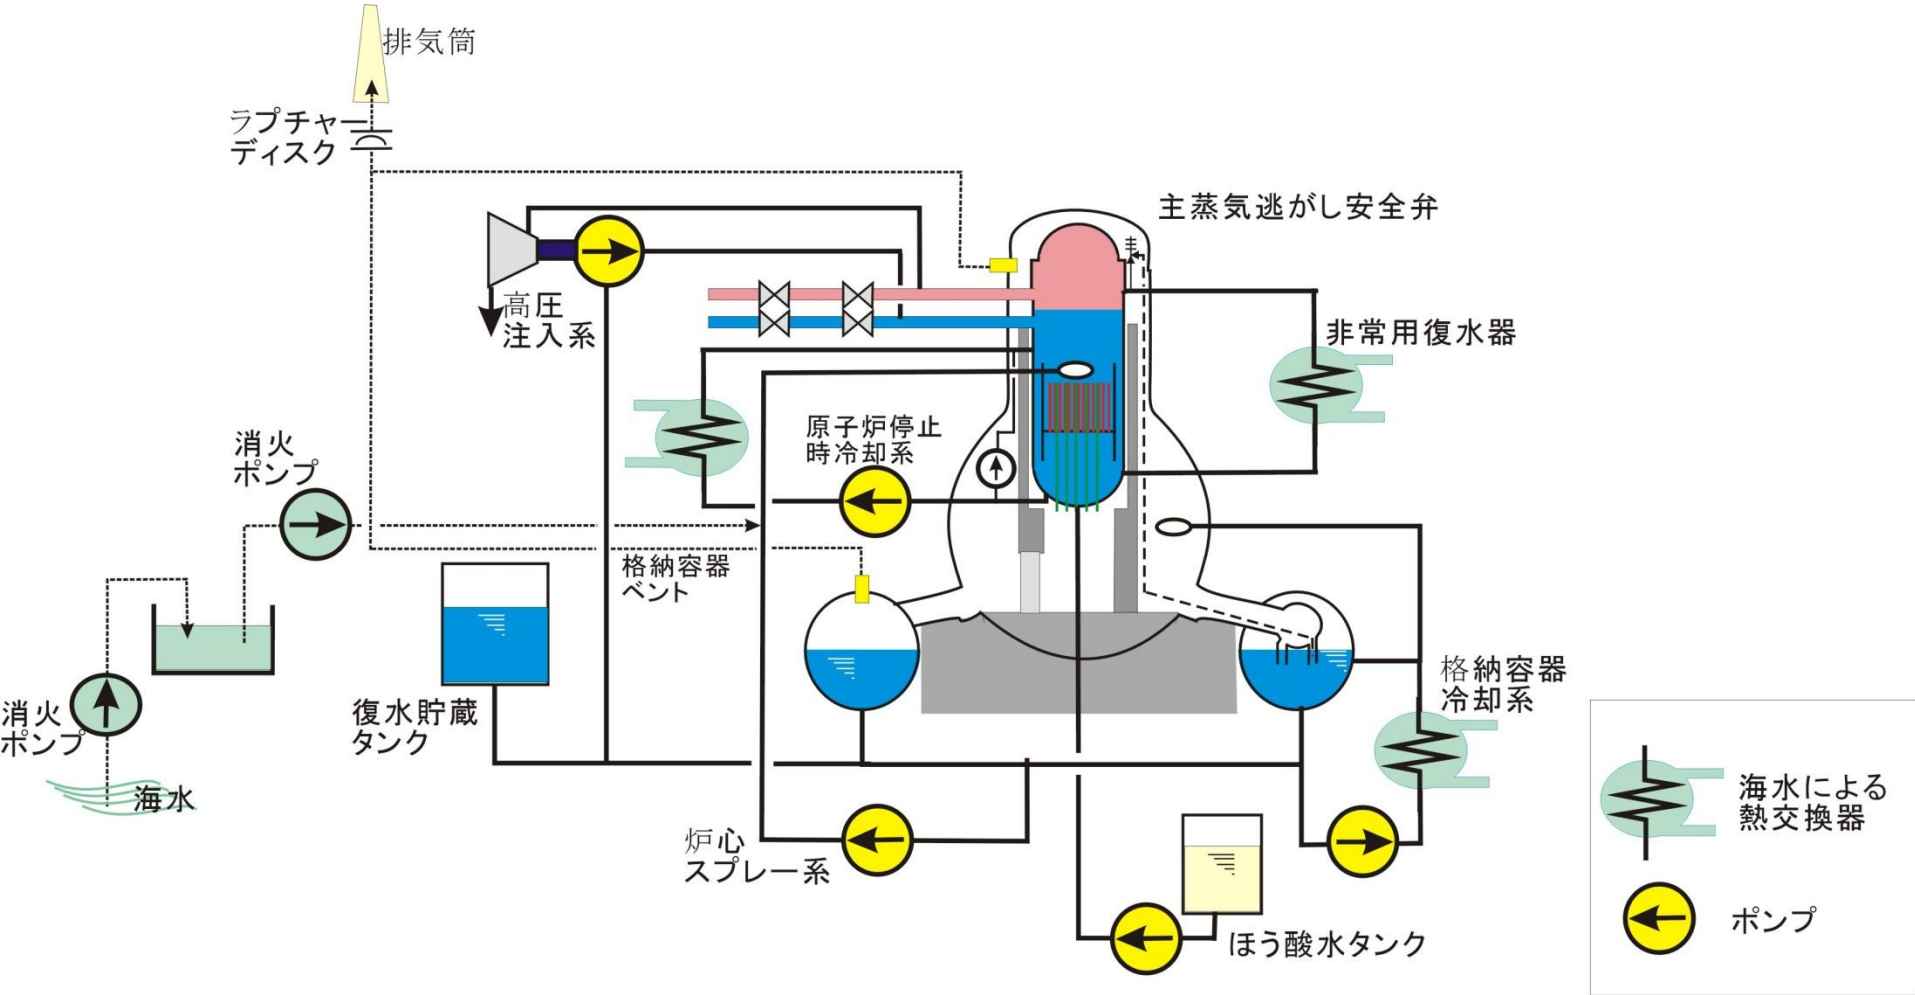 排気筒
ラプチャー
ディスク
主蒸気逃がし安全弁
高圧
注入系
非常用復水器
原子炉停止
時冷却系
消火
ポンプ
格納容器
ベント
格納容器
冷却系
消火
ポンプ
復水貯蔵
タンク
海水
海水による
熱交換器
炉心
スプレー系
ほう酸水タンク
ポンプ